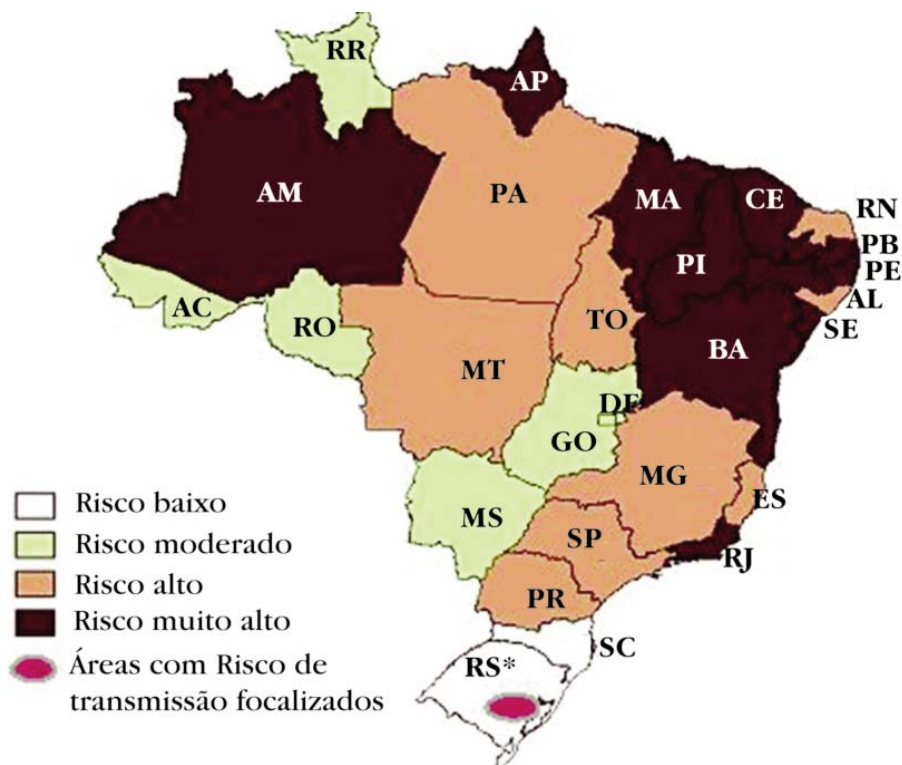 RR
AP
AM
PA
MA
CE
RN
PB
PI
PE
AC
AL
RO
TO
SE
BA
MT
DF
GO
MG
ES
MS
SP
RJ
PR
SC
RS*
Risco baixo
Risco moderado
Risco alto
Risco muito alto
Áreas com Risco de
transmissão focalizados